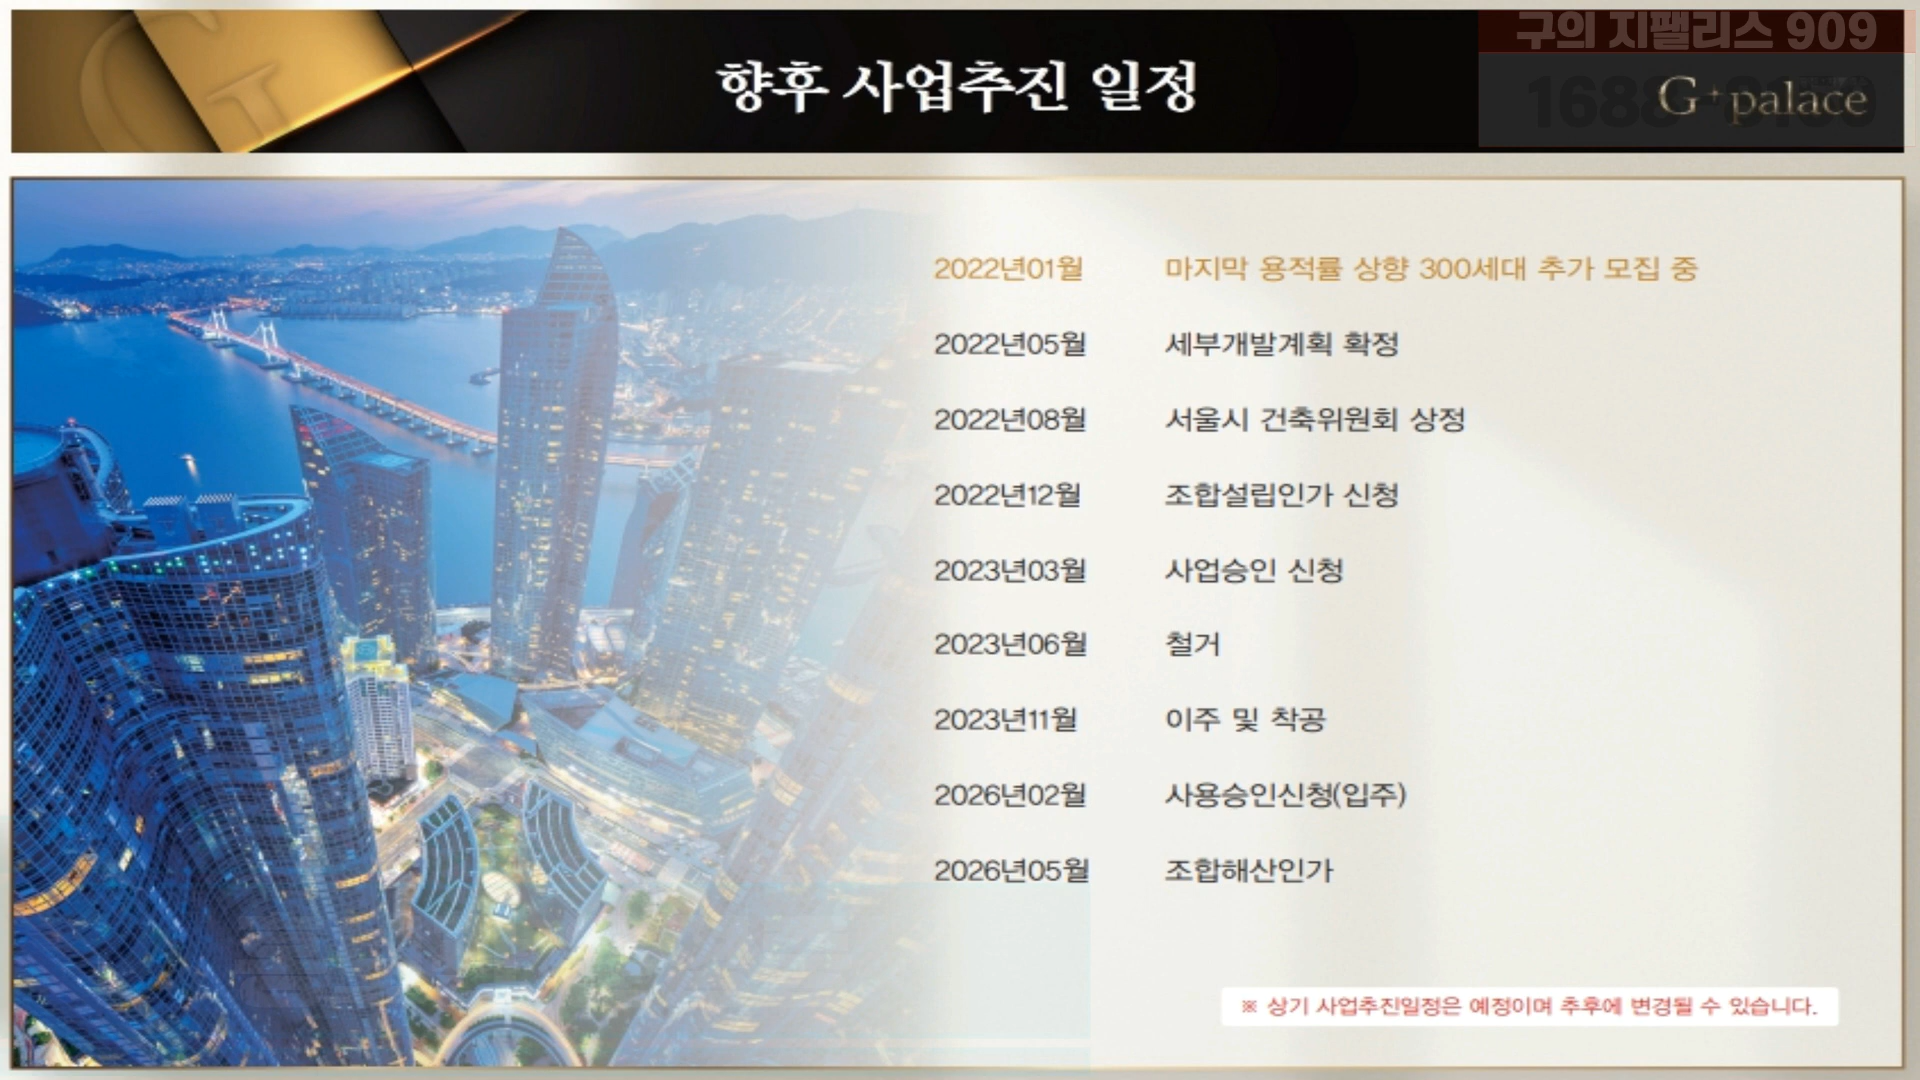 구의 지팰리스 909
향후 사업추진 일정
G+palace
2022년01월 마지막 용적률 상향 300세대 추가 모집 중
2022년05월 세부개발계획 확정
2022년08월 서울시 건축위원회 상정
2022년12월 조합설립인가 신청
2023년03월 사업승인 신청
2023년06월 철거
2023년11월 이주 및 착공
2026년02월 사용승인신청(입주)
2026년05월 조합해산인가
※ 상기 사업추진일정은 예정이며 추후에 변경될 수 있습니다.